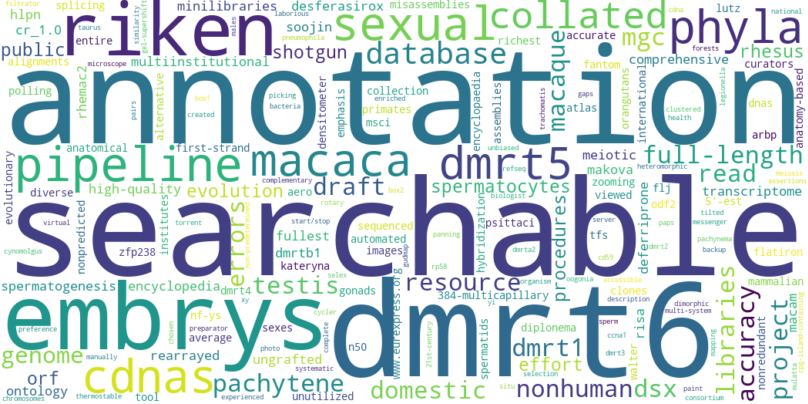 riken
sexual
collated
phyla
annotation
searchable
embrys
dmrt6
pipeline
macaca
dmrt5
full-length
cdnas
database
macaque
mgc
rhesus
public
shotgun
soojin
desferasirox
minilibraries
misassemblies
splicing
hlpn
cr_1.0
entire
multiinstitutional
alignments
rhemac2
polling
alternative
densitometer
emphasis
collection
primates
msci
encyclopaedia
assemblies
richest
accurate
fantom
atlas
orangutans
international
comprehensive
curators
dnas
arbp
anatomy-based
lutz
national
forests
legionella
clustered
health
gaps
trachomatis
picking
bacteria
created
enriched
pairs
box1
microscope
taurus
similarity
gel-supershift
males
laborious
pneumophila
cdna
filtrator
anatomical
first-strand
evolutionary
diverse
high-quality
evolution
draft
aero
complementary
unbiased
refseq
box2
spermatocytes
meiotic
makova
zooming
viewed
flj
heteromorphic
read
transcriptome
meiosis
assertions
5'-est
odf2
deferriprone
procedures
hybridization
psittaci
tfs
server
rotary
sequenced
automated
images
fullest
dmrtb1
kateryna
start/stop
torrent
virtual
institutes
errors
zfp238
nonpredicted
cynomolgus
spermatogenesis
encyclopedia
testis
gonads
dmrt4
xy
selex
guamap
www.eurexpress.org
panning
rp58
biologist
dmrta2
organism
oogonia
resource
384-multicapillary
yi
cd59
clones
accessible
description
dmrt2
paps
tilted
messenger
pachynema
backup
flatiron
mammalian
libraries
accuracy
nonredundant
project
macam
mulatta
dimorphic
multi-system
mapping
paint
consortium
nonhuman
dsx
walter
risa
ccna1
dmrt3
sperm
effort
dmrt1
diplonema
spermatids
situ
selection
21st-century
domestic
n50
complete
cycler
sexes
ungrafted
unutilized
systematic
photo
experienced
nf-ys
preparator
average
chosen
pachytene
rearrayed
tool
thermostable
manually
preference
genome
orf
ontology
chromosomes